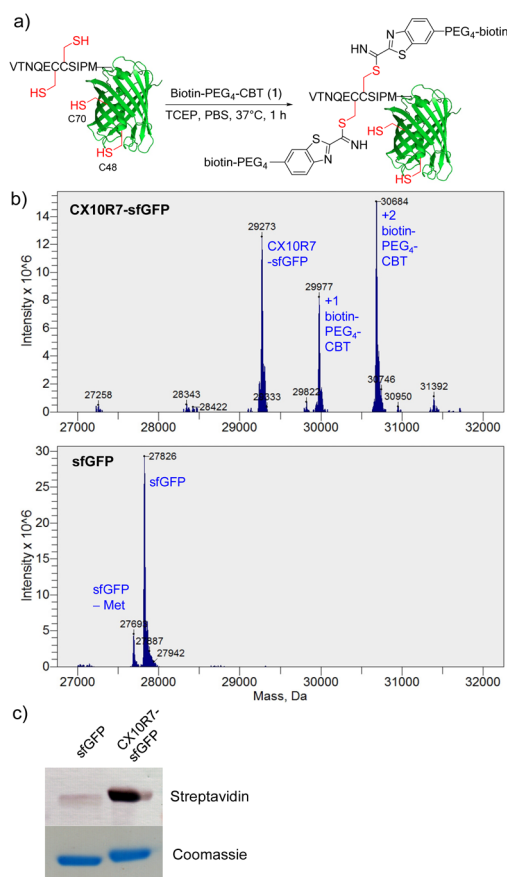 a)
SH
VTNQECCSIPM
HS
HS
C70
HS
C48
Biotin-PEG4-CBT (1)
TCEP, PBS, 37°C, 1 h
PEG4-biotin
S
N
NH
S
VTNQECCSIPM
S
S
N
NH
biotin-PEG4
HS
HS
b)
CX10R7-sfGFP
Intensity x 10^6
14
12
10
8
6
4
2
0
29273
CX10R7
-sfGFP
29977
+1
biotin-
PEG4-
CBT
30684
+2
biotin-
PEG4-
CBT
27258
28343
28422
29333
29822
30746
30950
31392
27000
28000
29000
30000
31000
32000
sfGFP
Intensity x 10^6
30
25
20
15
10
5
0
27826
sfGFP
sfGFP
– Met
27942
27000
28000
29000
30000
31000
32000
Mass, Da
c)
sfGFP
CX10R7-
sfGFP
Streptavidin
Coomassie